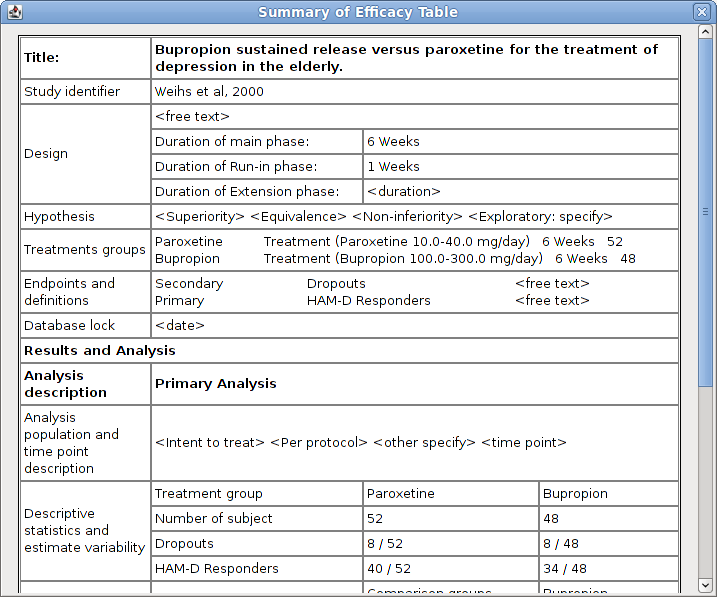 Summary of Efficacy Table
Title:
Bupropion sustained release versus paroxetine for the treatment of
depression in the elderly.
Study identifier
Weihs et al, 2000
Design
<free text>
Duration of main phase:
6 Weeks
Duration of Run-in phase:
1 Weeks
Duration of Extension phase:
<duration>
Hypothesis
<Superiority> <Equivalence> <Non-inferiority> <Exploratory: specify>
Treatments groups
Paroxetine Treatment (Paroxetine 10.0-40.0 mg/day) 6 Weeks 52
Bupropion Treatment (Bupropion 100.0-300.0 mg/day) 6 Weeks 48
Endpoints and
definitions
Secondary Dropouts <free text>
Primary HAM-D Responders <free text>
Database lock
<date>
Results and Analysis
Analysis
description
Primary Analysis
Analysis
population and
time point
description
<Intent to treat> <Per protocol> <other specify> <time point>
Descriptive
statistics and
estimate variability
Treatment group
Paroxetine
Bupropion
Number of subject
52
48
Dropouts
8 / 52
8 / 48
HAM-D Responders
40 / 52
34 / 48
Comparison groups
Bupropion